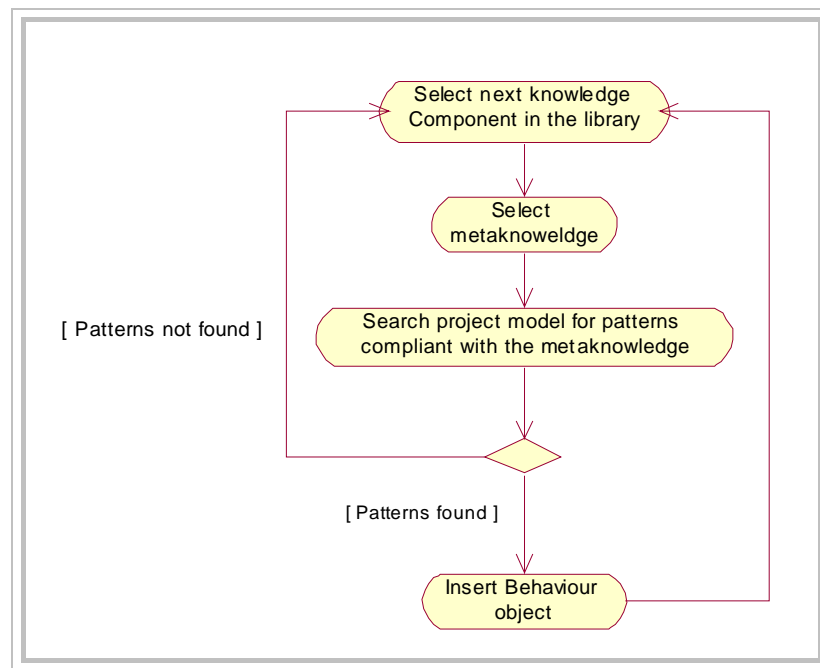 Select next knowledge
Component in the library
Select
metaknoweldge
Search project model for patterns
compliant with the metaknowledge
[ Patterns not found ]
[ Patterns found ]
Insert Behaviour
object